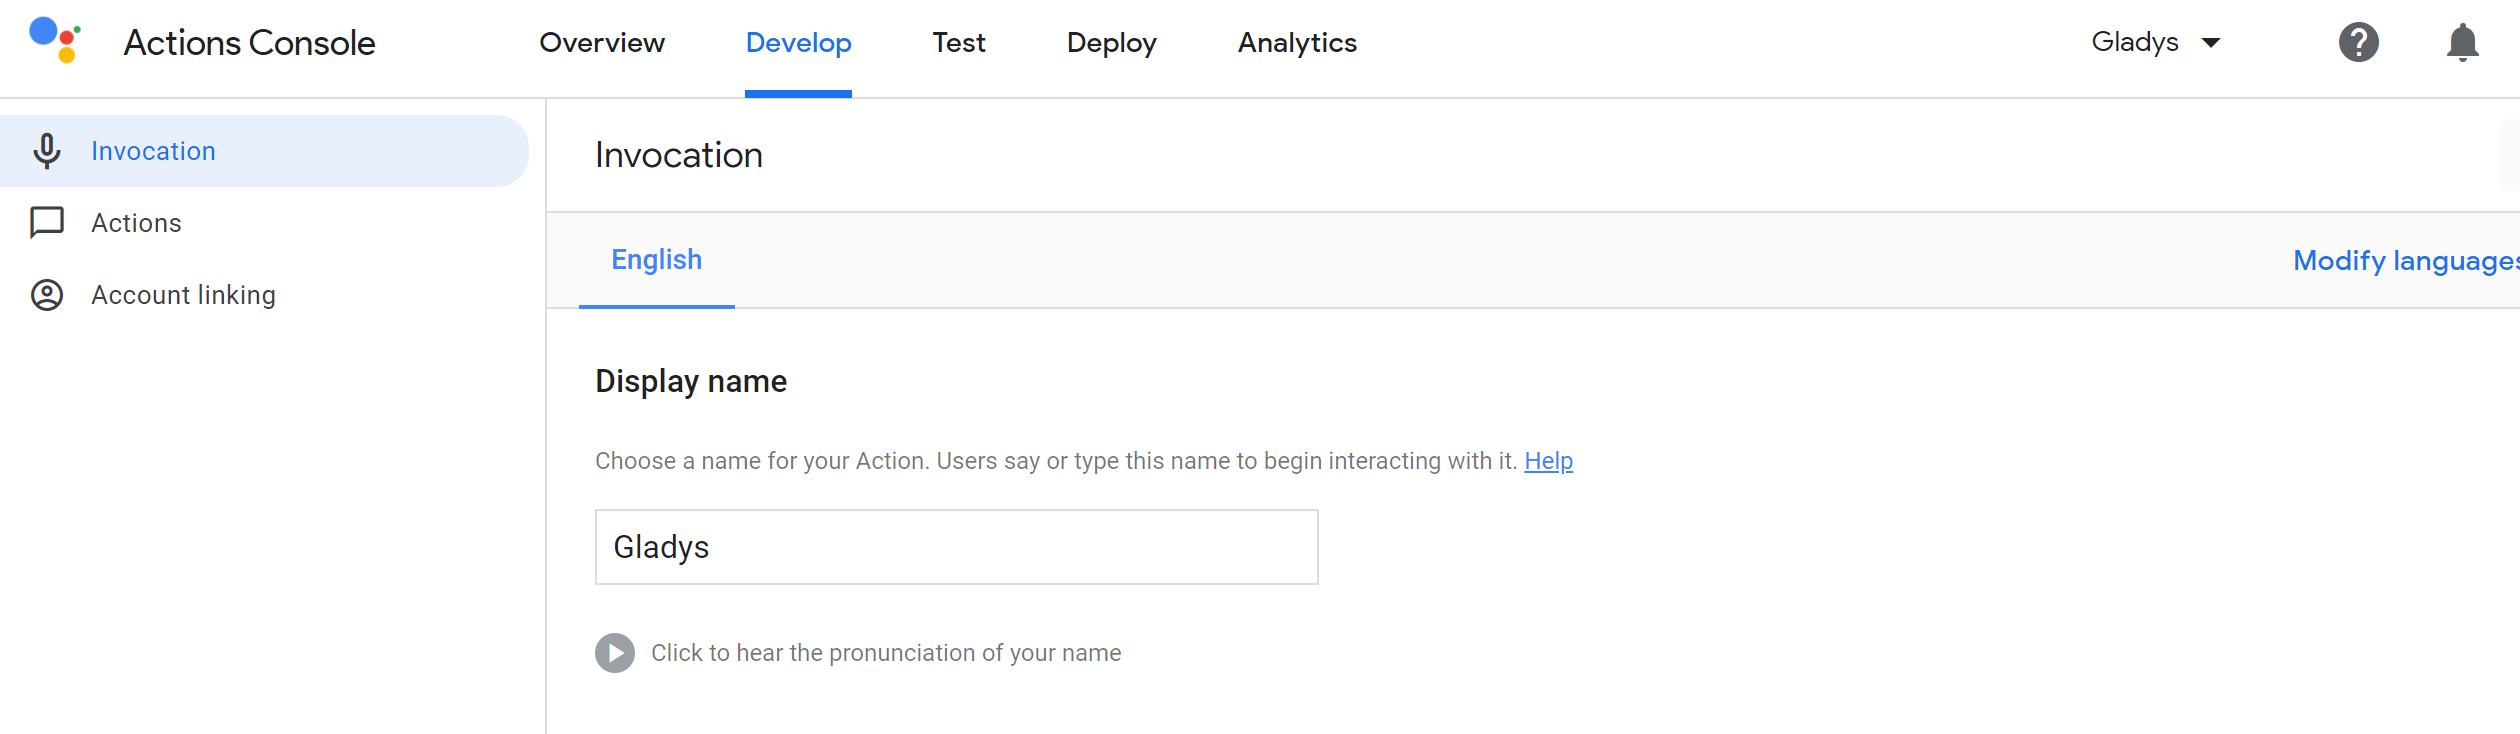 Actions Console Overview Develop Test Deploy Analytics Gladys
Invocation
Actions
Account linking
Invocation
English Modify languages
Display name
Choose a name for your Action. Users say or type this name to begin interacting with it. Help
Gladys
Click to hear the pronunciation of your name